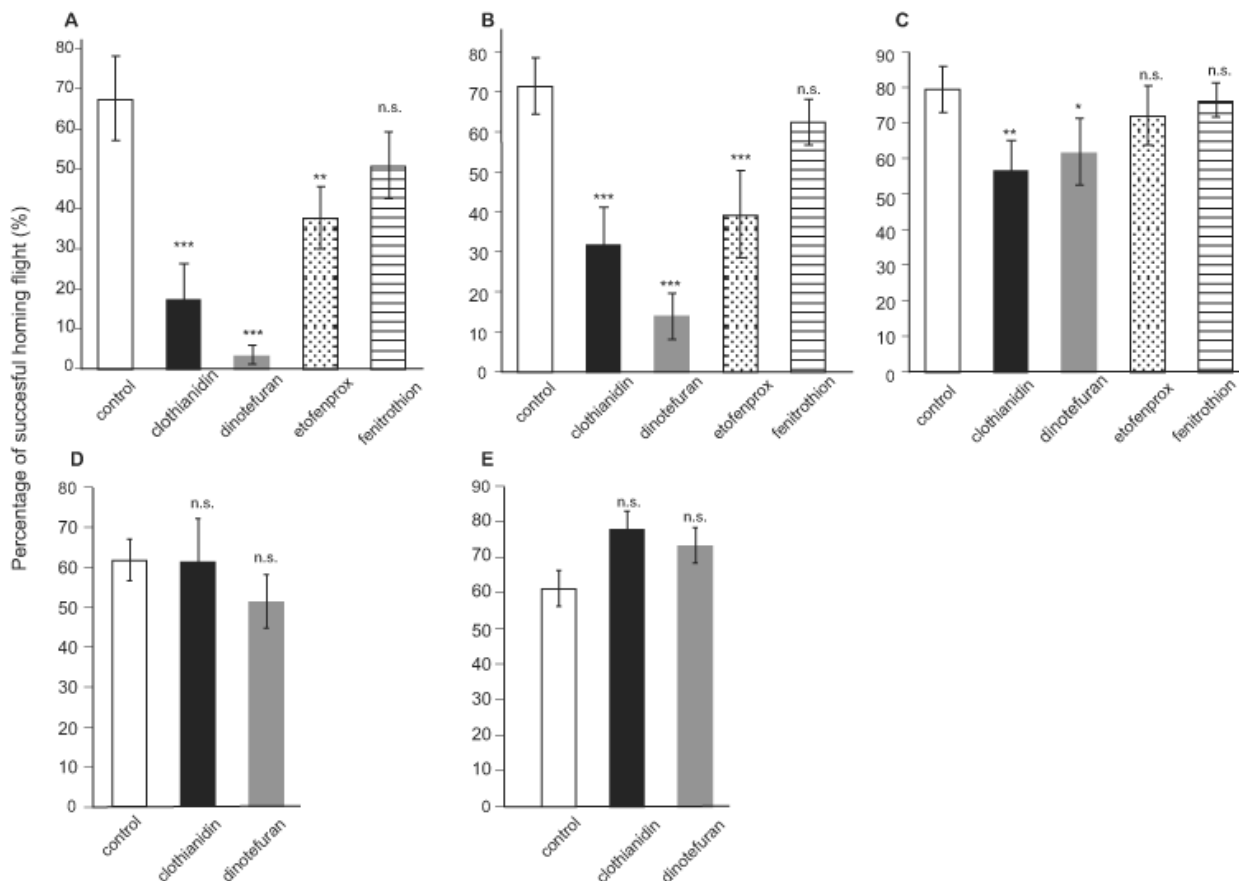 Percentage of succesful homing flight (%)
A
80
70
60
50
40
30
20
10
0
***
***
**
n.s.
control
clothianidin
dinotefuran
etofenprox
fenitrothion
B
80
70
60
50
40
30
20
10
0
***
***
***
n.s.
control
clothianidin
dinotefuran
etofenprox
fenitrothion
C
90
80
70
60
50
40
30
20
10
0
**
*
n.s.
n.s.
control
clothianidin
dinotefuran
etofenprox
fenitrothion
D
80
70
60
50
40
30
20
10
0
n.s.
n.s.
control
clothianidin
dinotefuran
E
90
80
70
60
50
40
30
20
10
0
n.s.
n.s.
control
clothianidin
dinotefuran